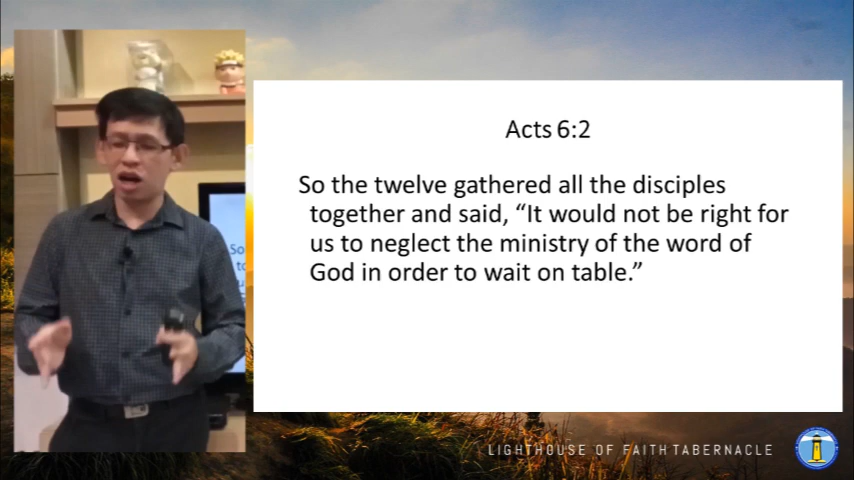 Acts 6:2
So the twelve gathered all the disciples
together and said, “It would not be right for
us to neglect the ministry of the word of
God in order to wait on table.”
So
to
u
LIGHTHOUSE OF FAITH TABERNACLE